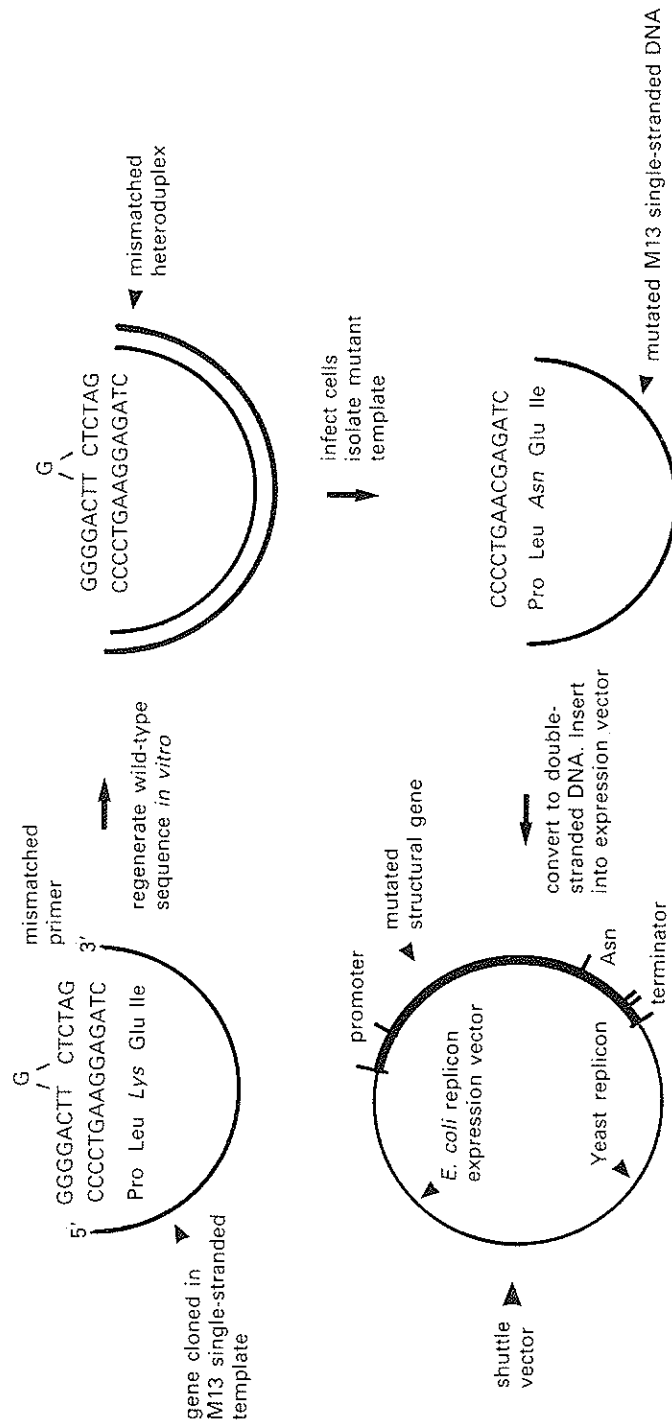 G
GGGGACTT CTCTAG
CCCCTGAAGGAGATC
Pro Leu Lys Glu Ile
5'
3'
mismatched
primer
gene cloned in
M13 single-stranded
template
regenerate wild-type
sequence in vitro
G
GGGGACTT CTCTAG
CCCCTGAAGGAGATC
mismatched
heteroduplex
infect cells
isolate mutant
template
CCCCTGAACGAGATC
Pro Leu Asn Glu Ile
mutated M13 single-stranded DNA
convert to double-
stranded DNA. Insert
into expression vector
promoter
mutated
structural gene
E. coli replicon
expression vector
Yeast replicon
Asn
terminator
shuttle
vector